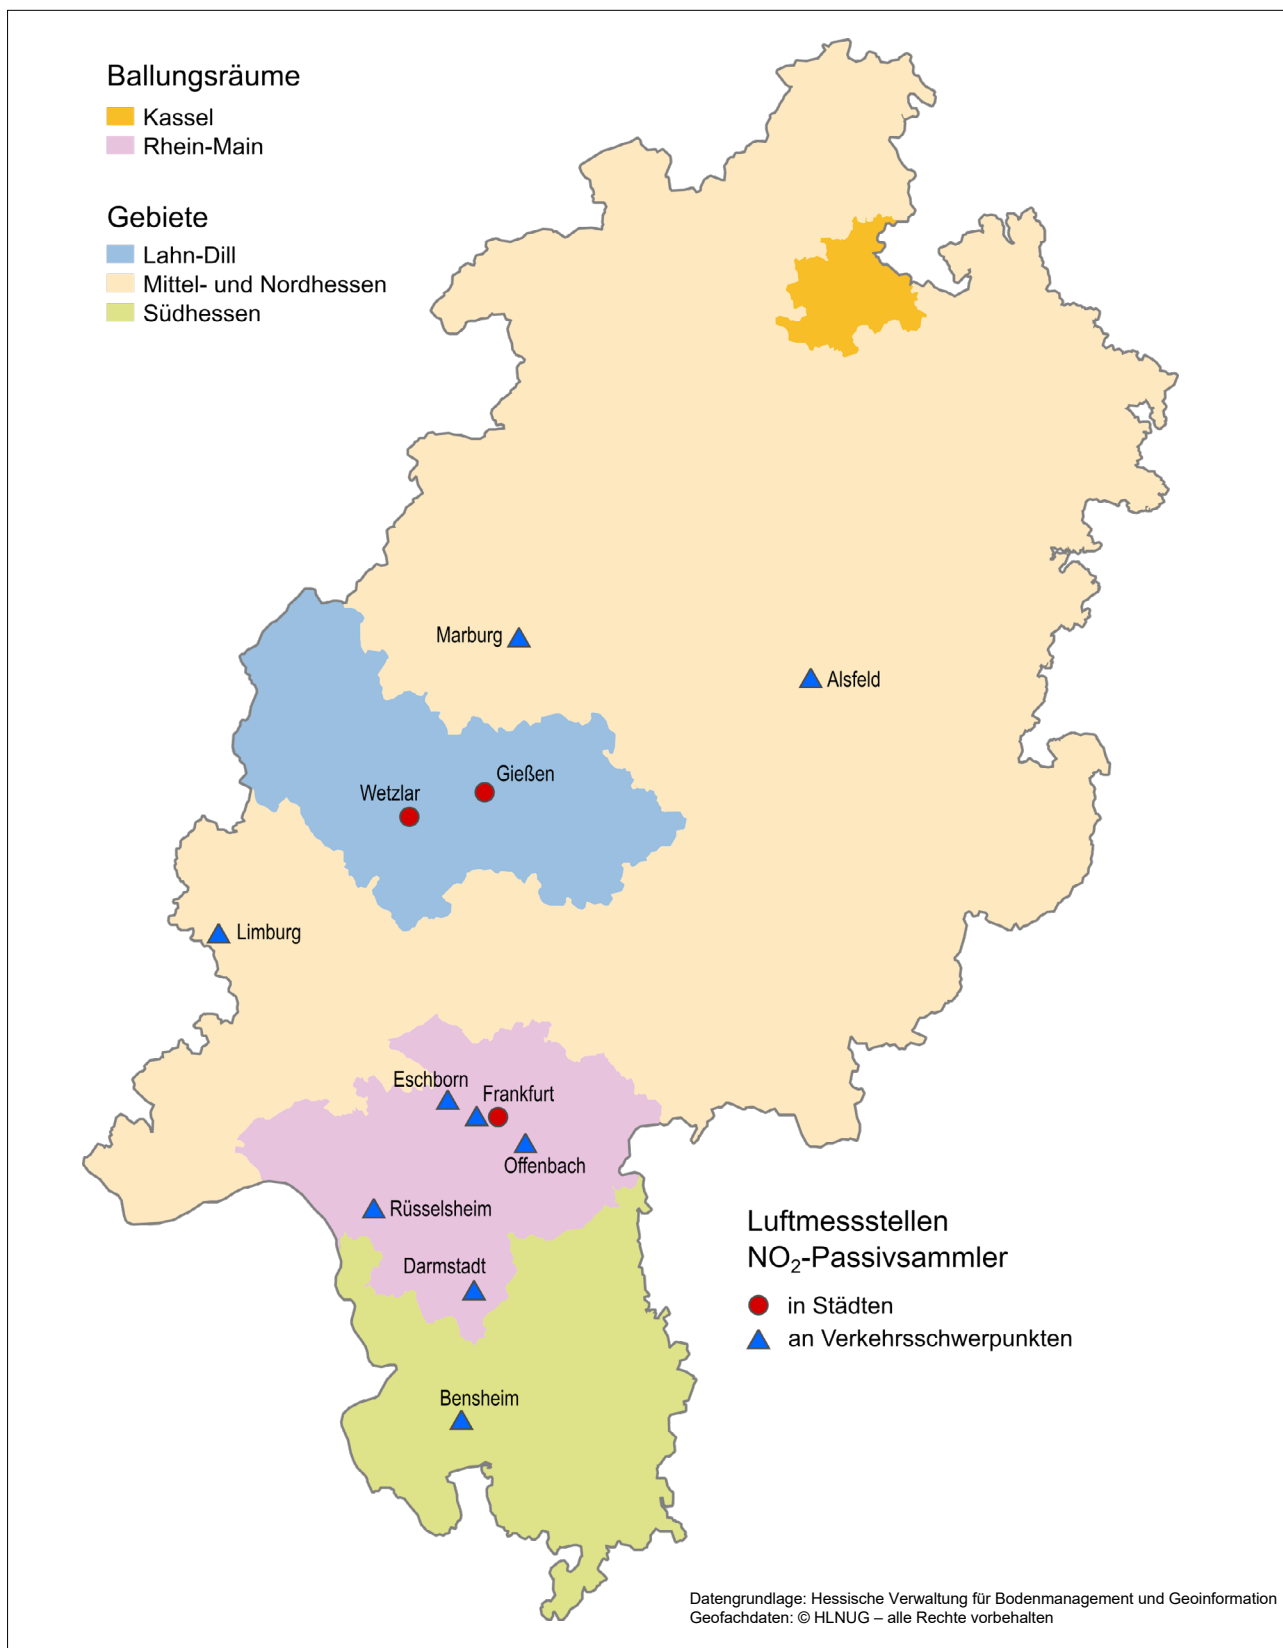 Ballungsräume
Kassel
Rhein-Main
Gebiete
Lahn-Dill
Mittel- und Nordhessen
Südhessen
Marburg
Alsfeld
Gießen
Wetzlar
Limburg
Eschborn
Frankfurt
Offenbach
Rüsselsheim
Darmstadt
Bensheim
Luftmessstellen
NO₂-Passivsammler
in Städten
an Verkehrsschwerpunkten
Datengrundlage: Hessische Verwaltung für Bodenmanagement und Geoinformation
Geofachdaten: © HLNUG – alle Rechte vorbehalten